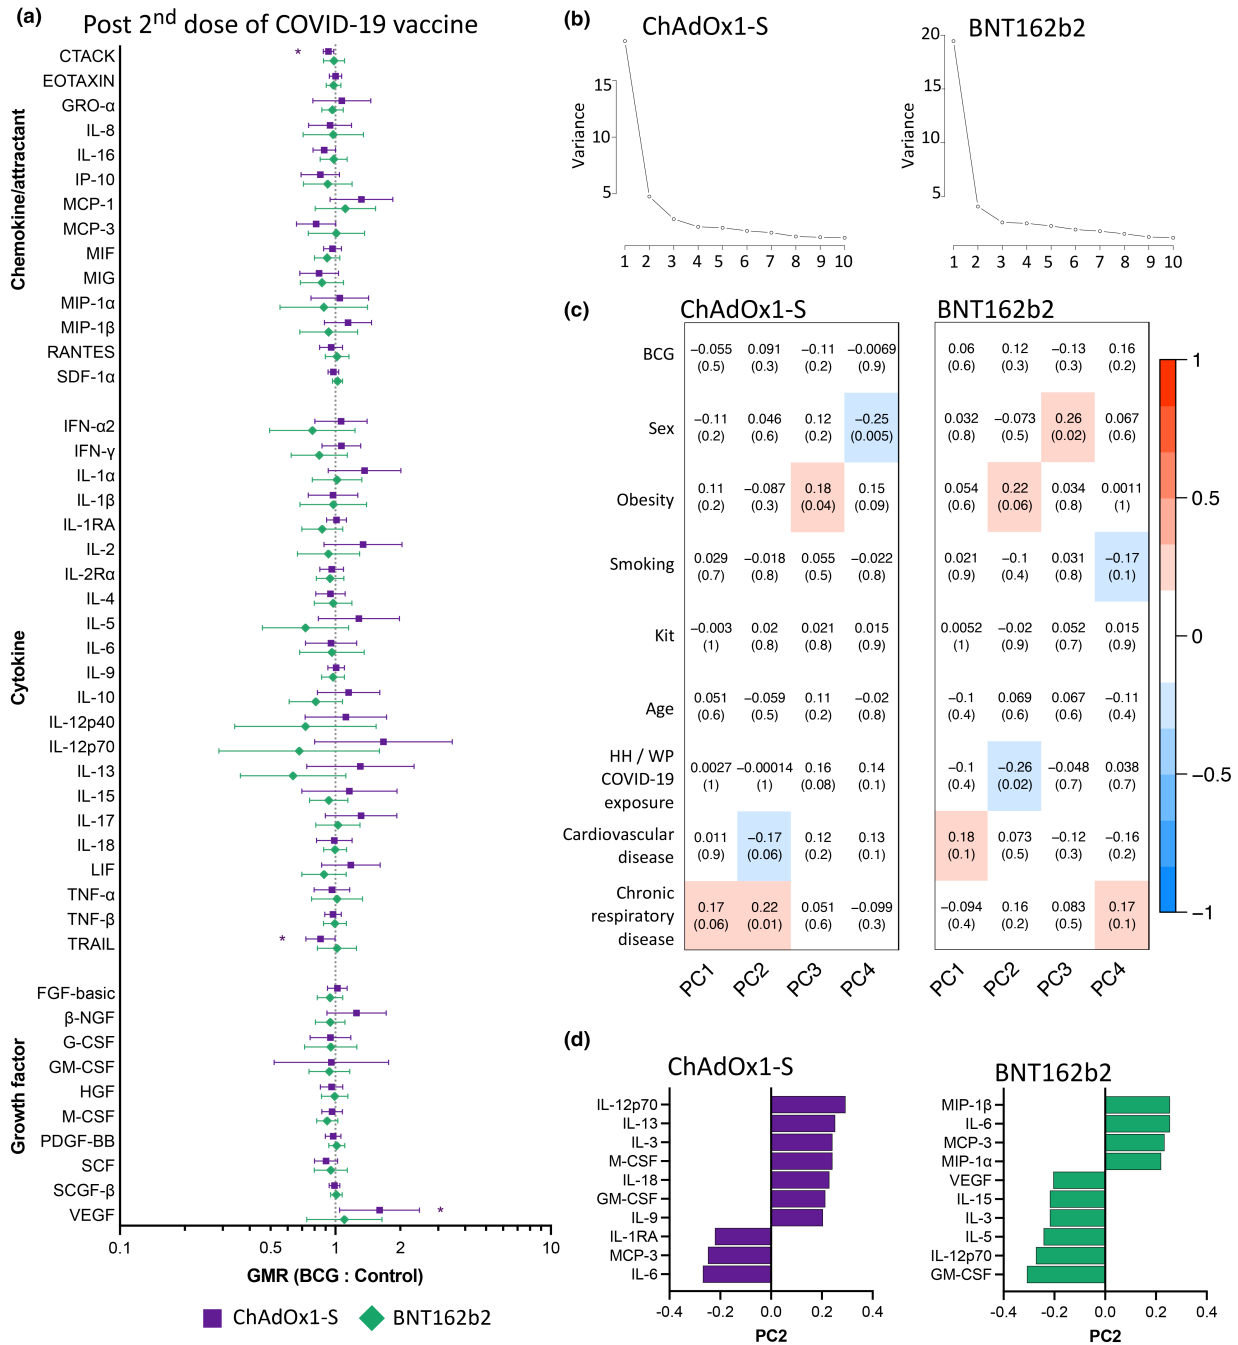 (a)
Post 2nd dose of COVID-19 vaccine
Chemokine/attractant
CTACK
*
EOTAXIN
GRO-α
IL-8
IL-16
IP-10
MCP-1
MCP-3
MIF
MIG
MIP-1α
MIP-1β
RANTES
SDF-1α
Cytokine
IFN-α2
IFN-γ
IL-1α
IL-1β
IL-1RA
IL-2
IL-2Rα
IL-4
IL-5
IL-6
IL-9
IL-10
IL-12p40
IL-12p70
IL-13
IL-15
IL-17
IL-18
LIF
TNF-α
TNF-β
TRAIL
*
Growth factor
FGF-basic
β-NGF
G-CSF
GM-CSF
HGF
M-CSF
PDGF-BB
SCF
SCGF-β
VEGF
*
0.1 0.5 1 2 10
GMR (BCG : Control)
ChAdOx1-S BNT162b2
(b)
ChAdOx1-S
Variance
15
10
5
1 2 3 4 5 6 7 8 9 10
BNT162b2
Variance
20
15
10
5
1 2 3 4 5 6 7 8 9 10
(c)
ChAdOx1-S BNT162b2
BCG −0.055 0.091 −0.11 −0.0069 0.06 0.12 −0.13 0.16
(0.5) (0.3) (0.2) (0.9) (0.6) (0.3) (0.3) (0.2)
Sex −0.11 0.046 0.12 −0.25 0.032 −0.073 0.26 0.067
(0.2) (0.6) (0.2) (0.005) (0.8) (0.5) (0.02) (0.6)
Obesity 0.11 −0.087 0.18 0.15 0.054 0.22 0.034 0.0011
(0.2) (0.3) (0.04) (0.09) (0.6) (0.06) (0.8) (1)
Smoking 0.029 −0.018 0.055 −0.022 0.021 −0.1 0.031 −0.17
(0.7) (0.8) (0.5) (0.8) (0.9) (0.4) (0.8) (0.1)
Kit −0.003 0.02 0.021 0.015 0.0052 −0.02 0.052 0.015
(1) (0.8) (0.8) (0.9) (1) (0.9) (0.7) (0.9)
Age 0.051 −0.059 0.11 −0.02 −0.1 0.069 0.067 −0.11
(0.6) (0.5) (0.2) (0.8) (0.4) (0.6) (0.6) (0.4)
HH / WP
COVID-19
exposure
0.0027 −0.00014 0.16 0.14 −0.1 −0.26 −0.048 0.038
(1) (1) (0.08) (0.1) (0.4) (0.02) (0.7) (0.7)
Cardiovascular
disease
0.011 −0.17 0.12 0.13 0.18 0.073 −0.12 −0.16
(0.9) (0.06) (0.2) (0.1) (0.1) (0.5) (0.3) (0.2)
Chronic
respiratory
disease
0.17 0.22 0.051 −0.099 −0.094 0.16 0.083 0.17
(0.06) (0.01) (0.6) (0.3) (0.4) (0.2) (0.5) (0.1)
PC1 PC2 PC3 PC4 PC1 PC2 PC3 PC4
1
0.5
0
−0.5
−1
(d)
ChAdOx1-S
IL-12p70
IL-13
IL-3
M-CSF
IL-18
GM-CSF
IL-9
IL-1RA
MCP-3
IL-6
-0.4 -0.2 0.0 0.2 0.4
PC2
BNT162b2
MIP-1β
IL-6
MCP-3
MIP-1α
VEGF
IL-15
IL-3
IL-5
IL-12p70
GM-CSF
-0.4 -0.2 0.0 0.2 0.4
PC2